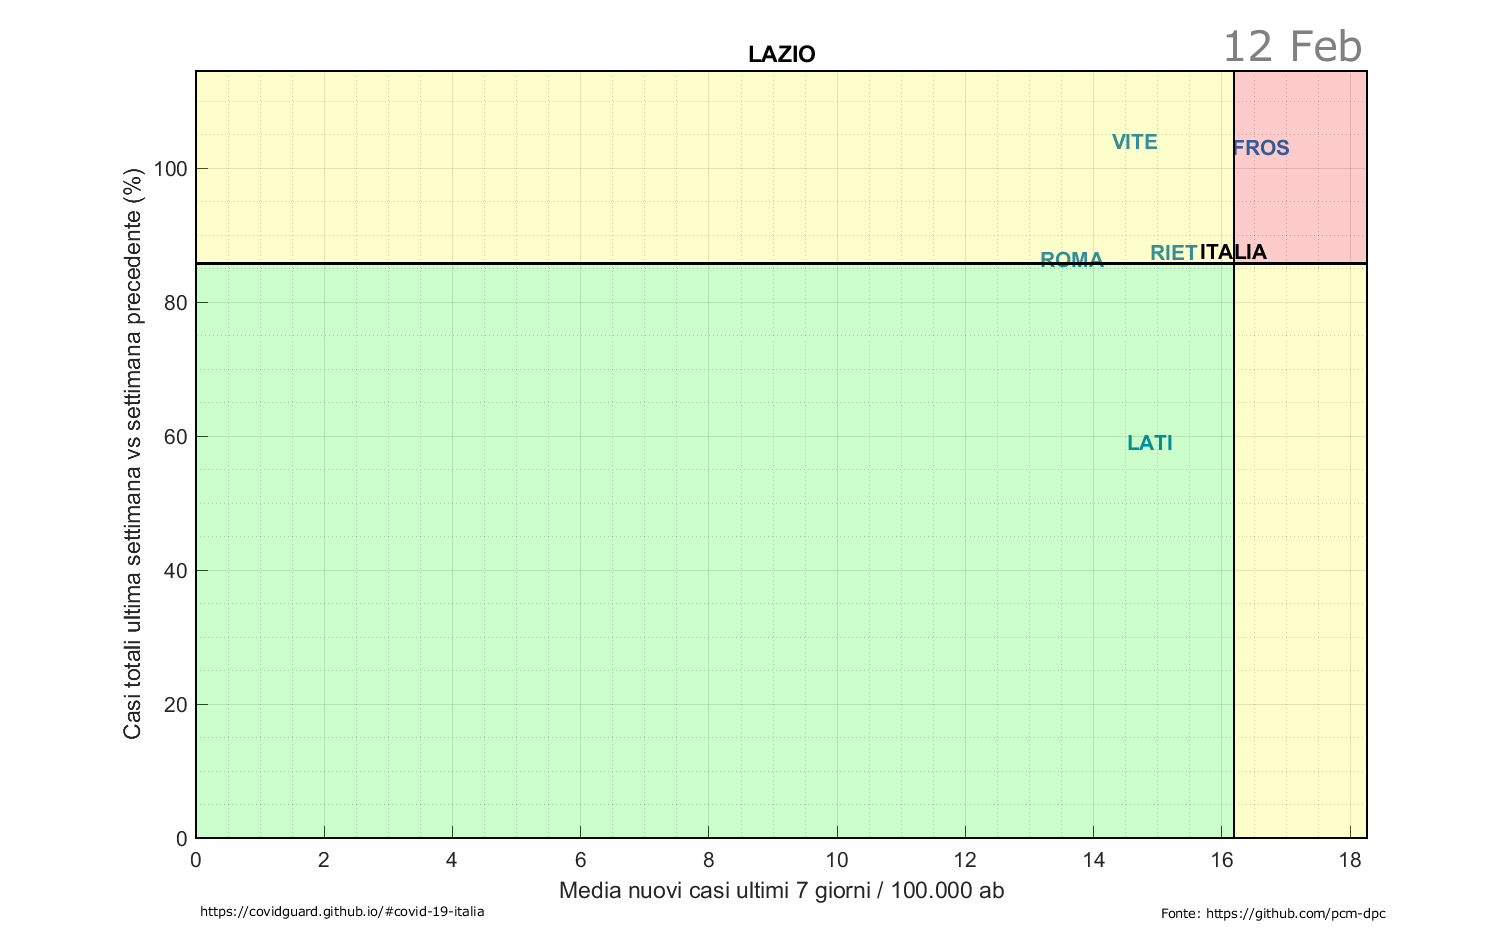 12 Feb
LAZIO
VITE
FROS
RIET
ITALIA
ROMA
LATI
Casi totali ultima settimana vs settimana precedente (%)
100
80
60
40
20
0
0 2 4 6 8 10 12 14 16 18
Media nuovi casi ultimi 7 giorni / 100.000 ab
https://covidguard.github.io/#covid-19-italia
Fonte: https://github.com/pcm-dpc